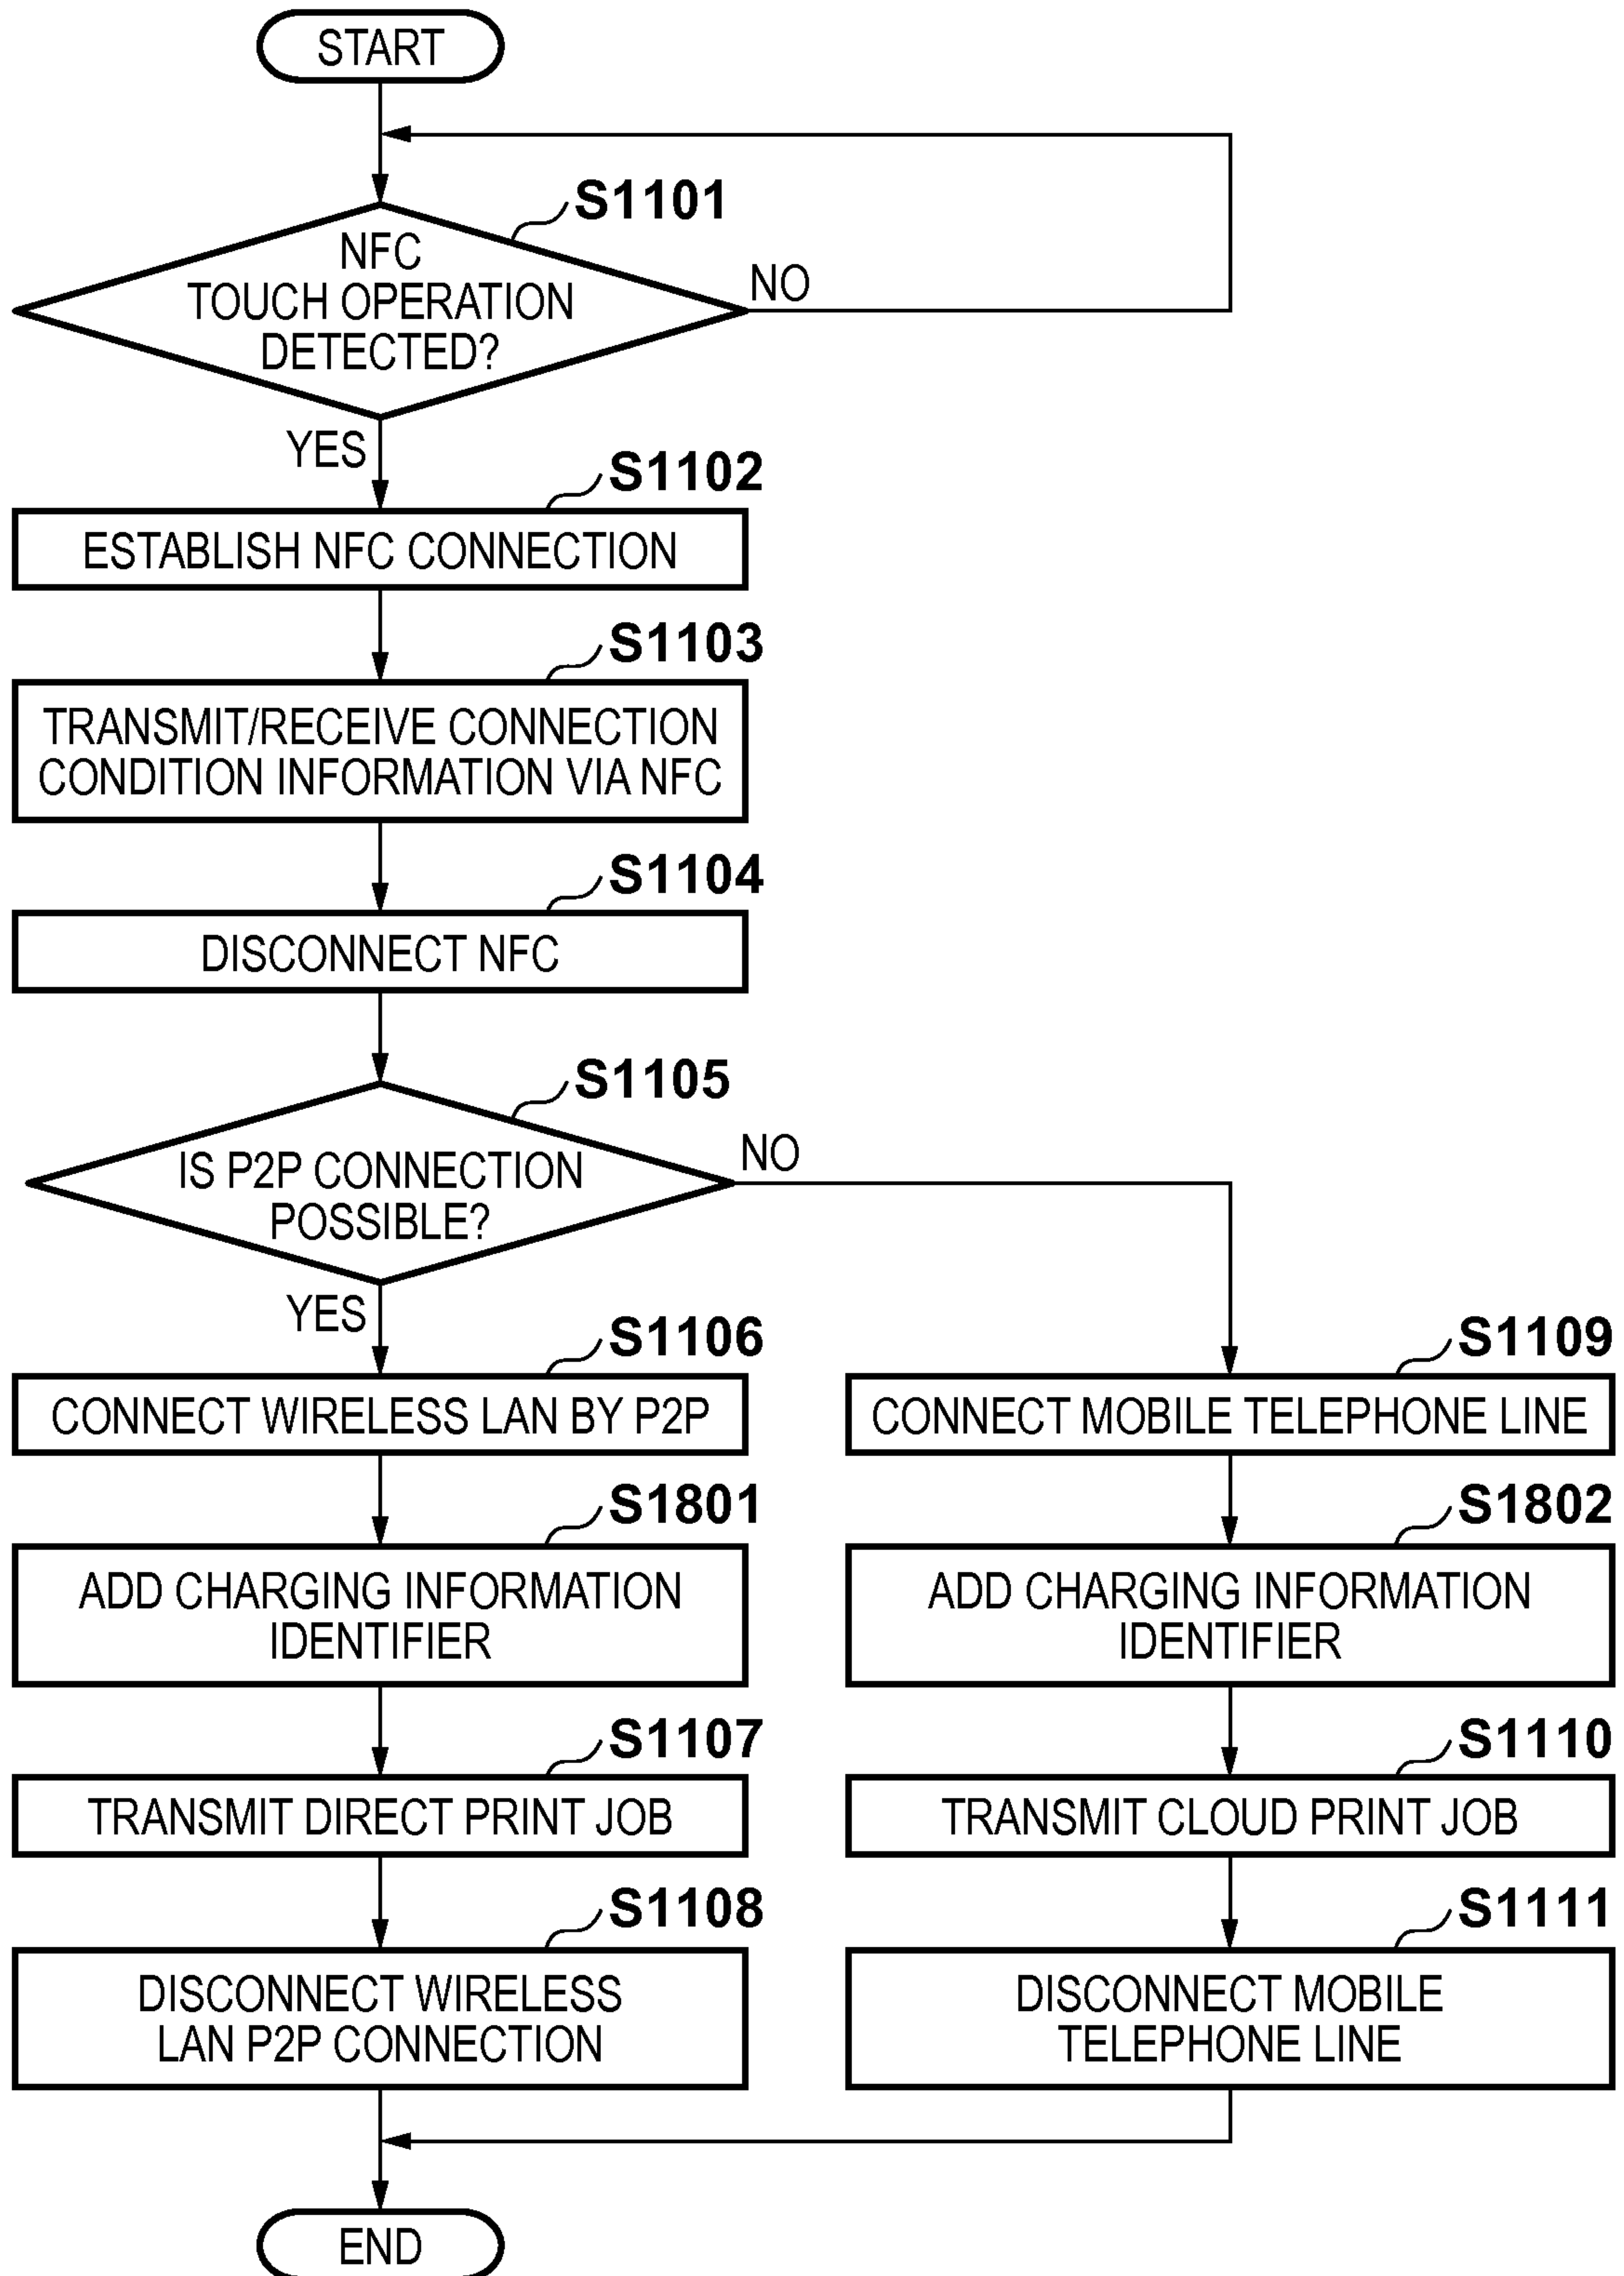 START
S1101
NFC
TOUCH OPERATION
DETECTED?
NO
YES
S1102
ESTABLISH NFC CONNECTION
S1103
TRANSMIT/RECEIVE CONNECTION
CONDITION INFORMATION VIA NFC
S1104
DISCONNECT NFC
S1105
IS P2P CONNECTION
POSSIBLE?
NO
YES
S1106
CONNECT WIRELESS LAN BY P2P
S1801
ADD CHARGING INFORMATION
IDENTIFIER
S1107
TRANSMIT DIRECT PRINT JOB
S1108
DISCONNECT WIRELESS
LAN P2P CONNECTION
S1109
CONNECT MOBILE TELEPHONE LINE
S1802
ADD CHARGING INFORMATION
IDENTIFIER
S1110
TRANSMIT CLOUD PRINT JOB
S1111
DISCONNECT MOBILE
TELEPHONE LINE
END